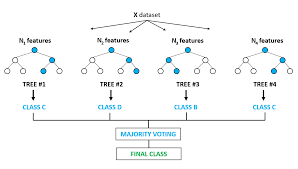 X dataset
N₁ features N₂ features N₃ features N₄ features
TREE #1 TREE #2 TREE #3 TREE #4
CLASS C CLASS D CLASS B CLASS C
MAJORITY VOTING
FINAL CLASS